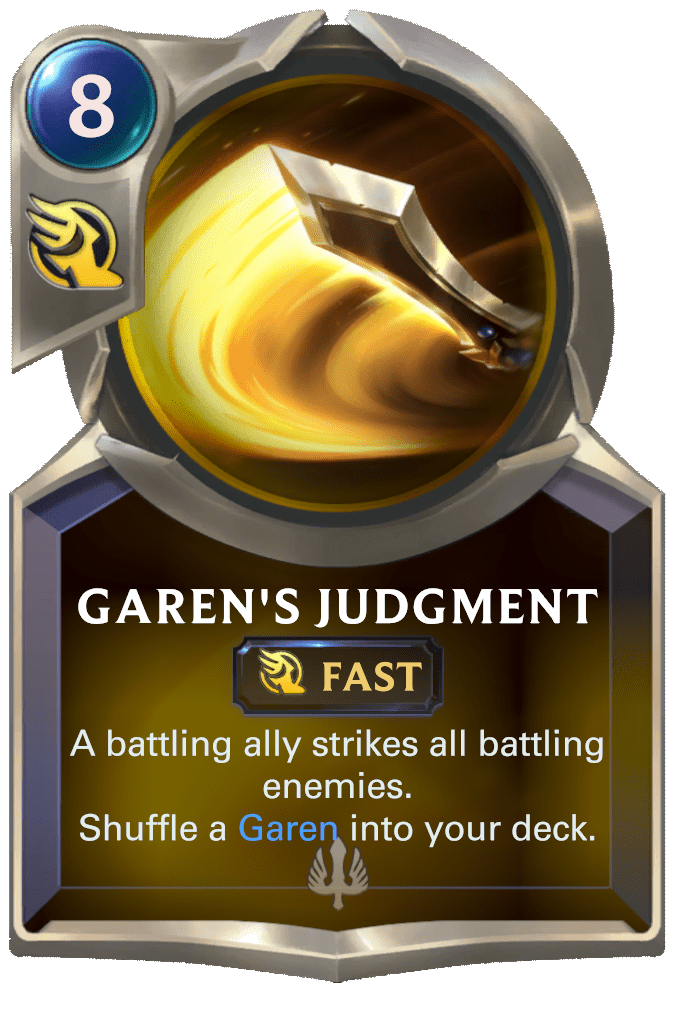 8
GAREN'S JUDGMENT
FAST
A battling ally strikes all battling
enemies.
Shuffle a Garen into your deck.